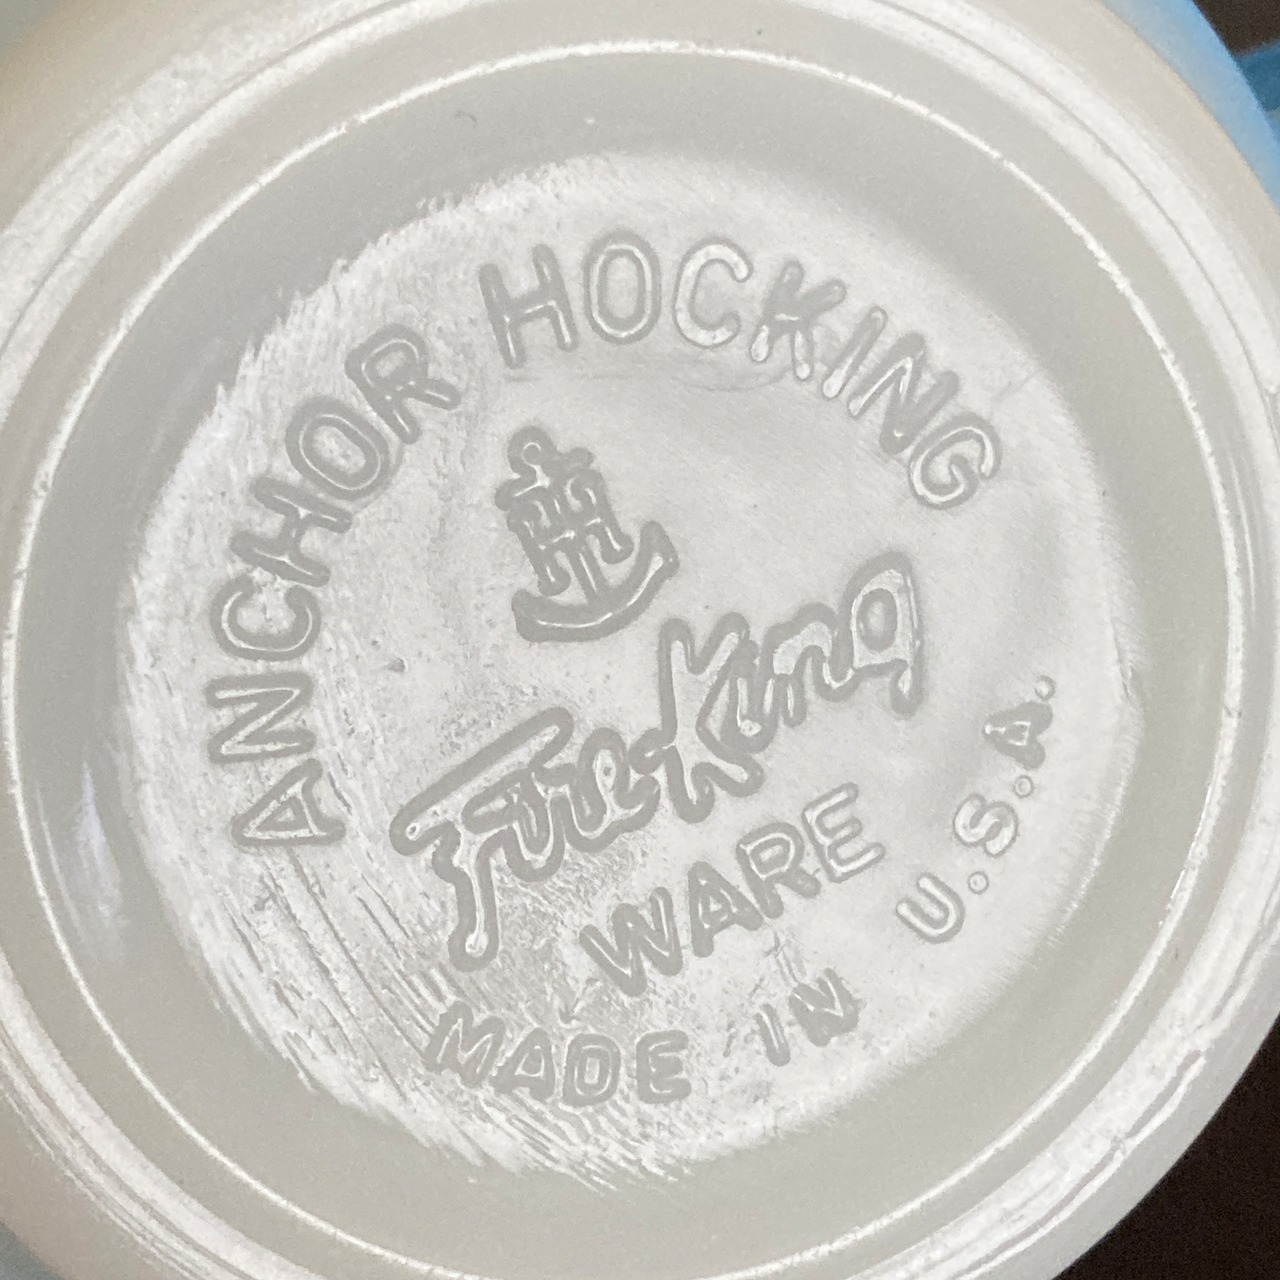 ANCHOR HOCKING
H
Fire-King
WARE
MADE IN U.S.A.